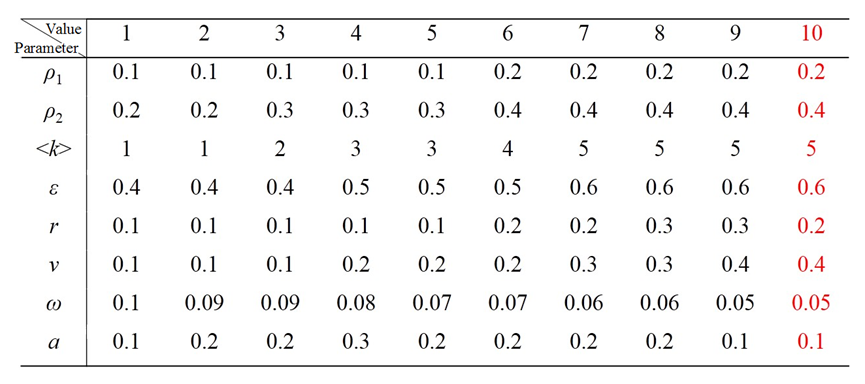 Value
Parameter
1 2 3 4 5 6 7 8 9 10
ρ1 0.1 0.1 0.1 0.1 0.1 0.2 0.2 0.2 0.2 0.2
ρ2 0.2 0.2 0.3 0.3 0.3 0.4 0.4 0.4 0.4 0.4
<k> 1 1 2 3 3 4 5 5 5 5
ε 0.4 0.4 0.4 0.5 0.5 0.5 0.6 0.6 0.6 0.6
r 0.1 0.1 0.1 0.1 0.1 0.2 0.2 0.3 0.3 0.2
v 0.1 0.1 0.1 0.2 0.2 0.2 0.3 0.3 0.4 0.4
ω 0.1 0.09 0.09 0.08 0.07 0.07 0.06 0.06 0.05 0.05
a 0.1 0.2 0.2 0.3 0.2 0.2 0.2 0.2 0.1 0.1